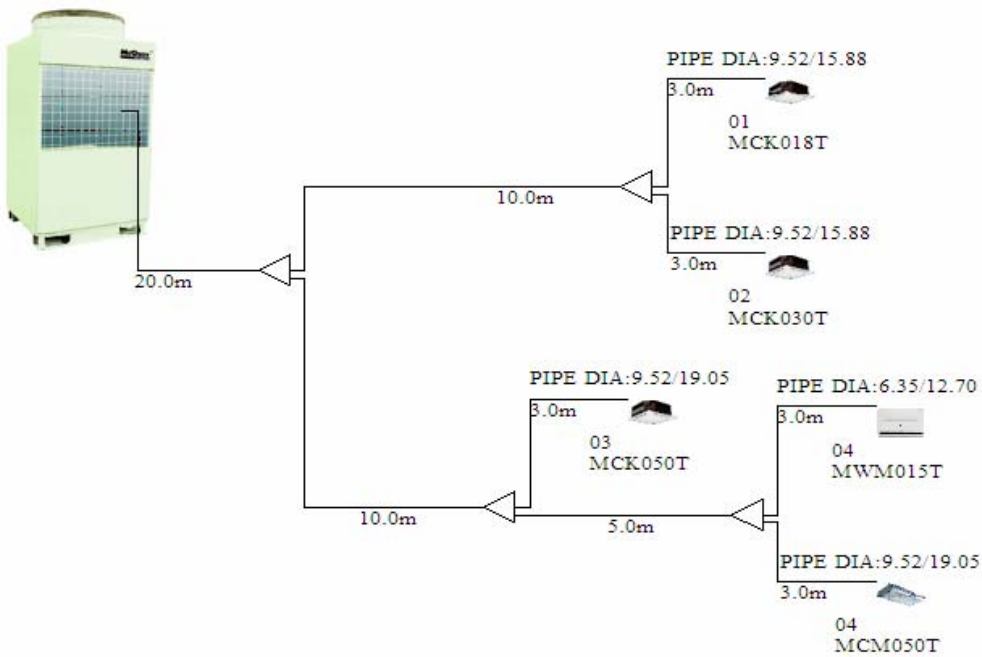 PIPE DIA:9.52/15.88
3.0m
01
MCK018T
10.0m
PIPE DIA:9.52/15.88
3.0m
02
MCK030T
20.0m
PIPE DIA:9.52/19.05
3.0m
03
MCK050T
PIPE DIA:6.35/12.70
3.0m
04
MWM015T
10.0m
5.0m
PIPE DIA:9.52/19.05
3.0m
04
MCM050T